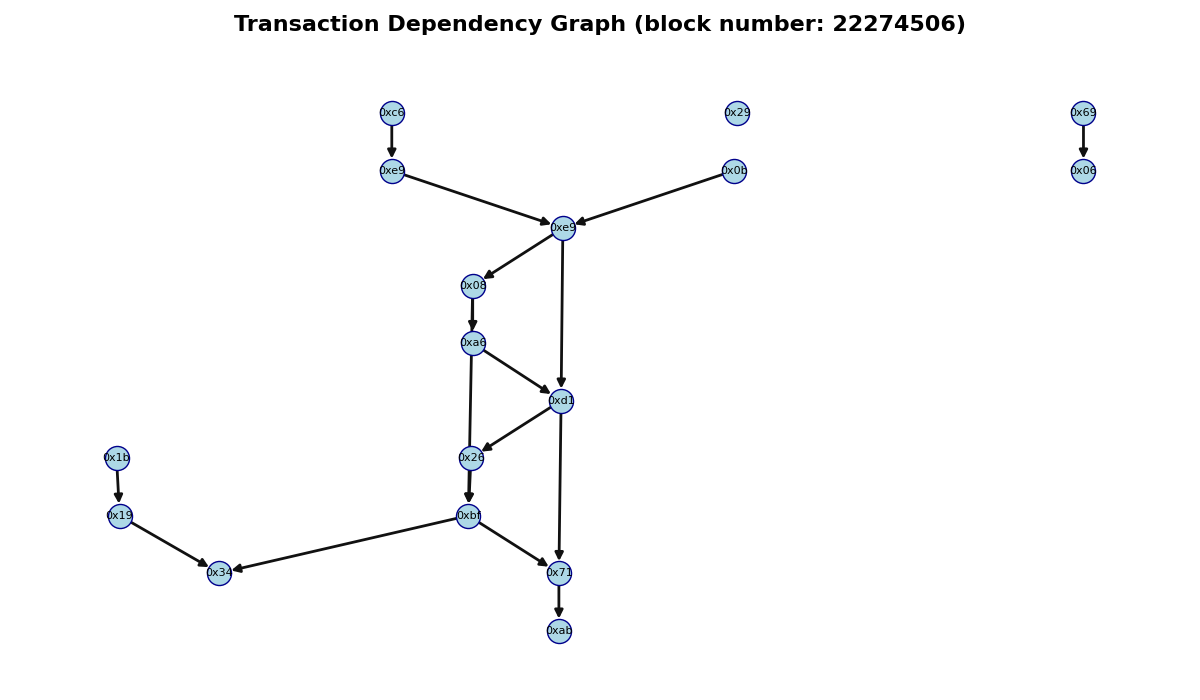 Transaction Dependency Graph (block number: 22274506)
0xc6
0x29
0x69
0xe9
0x0b
0x06
0xe9
0x08
0xa6
0xd1
0x1b
0x26
0x19
0xbf
0x34
0x71
0xab